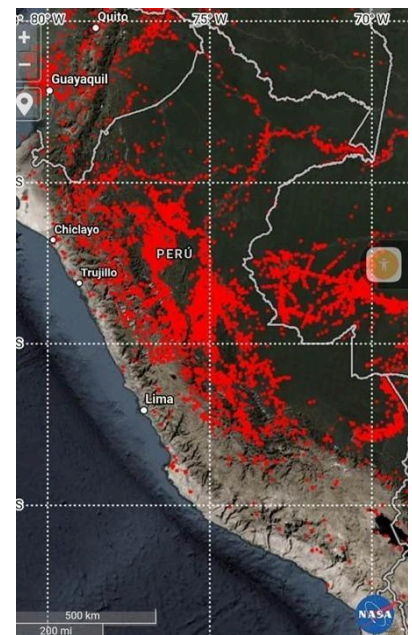 80° W
75° W
70° W
Quito
+
−
Guayaquil
S
Chiclayo
PERÚ
Trujillo
S
Lima
S
500 km
200 mi
NASA